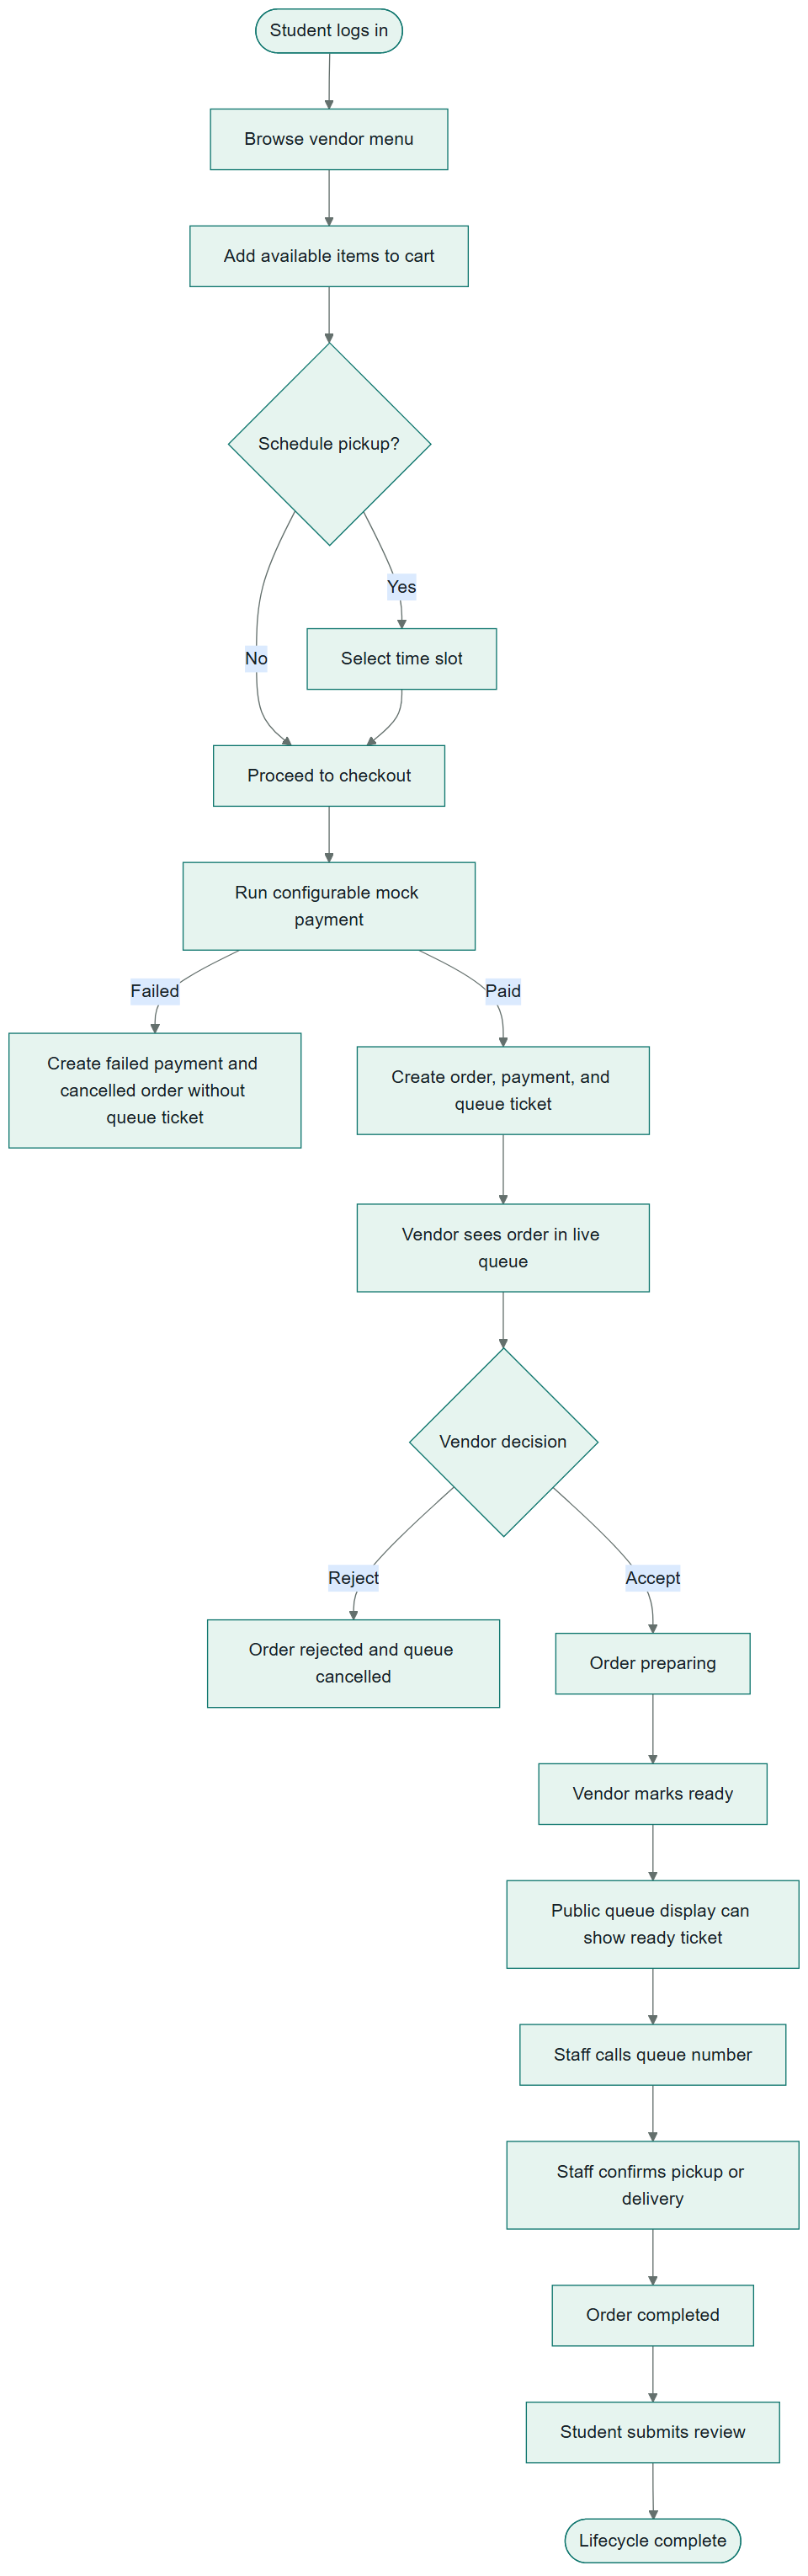 Student logs in
Browse vendor menu
Add available items to cart
Schedule pickup?
Yes
No
Select time slot
Proceed to checkout
Run configurable mock
payment
Failed
Paid
Create failed payment and
cancelled order without
queue ticket
Create order, payment, and
queue ticket
Vendor sees order in live
queue
Vendor decision
Reject
Accept
Order rejected and queue
cancelled
Order preparing
Vendor marks ready
Public queue display can
show ready ticket
Staff calls queue number
Staff confirms pickup or
delivery
Order completed
Student submits review
Lifecycle complete